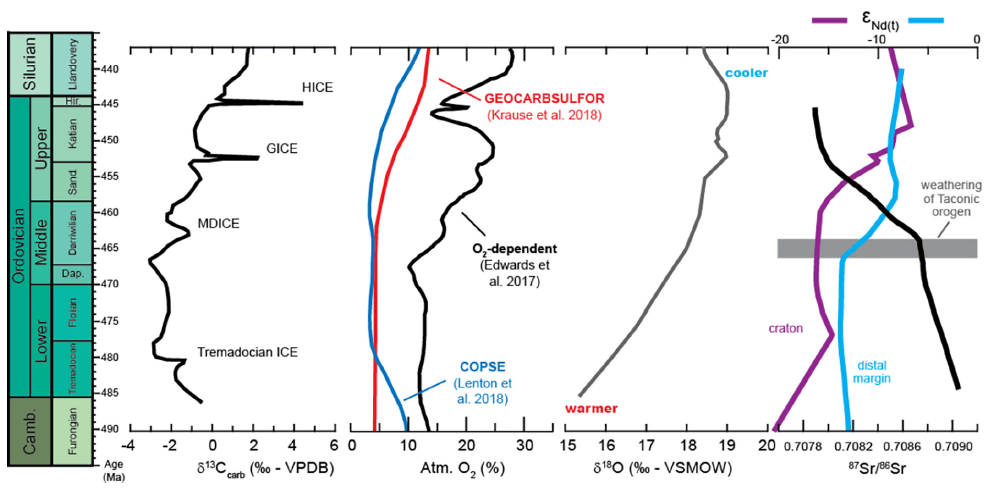 ε Nd(t)
-20 -10 0
Silurian
Llandovery
Ordovician
Upper
Hir.
Katian
Sand.
Middle
Darriwilian
Dap.
Lower
Floian
Tremadocian
Camb.
Furongian
440
445
450
455
460
465
470
475
480
485
490
Age
(Ma)
HICE
GICE
MDICE
Tremadocian ICE
-4 -2 0 2 4 6
δ13Ccarb (‰ - VPDB)
GEOCARBSULFOR
(Krause et al. 2018)
O2-dependent
(Edwards et
al. 2017)
COPSE
(Lenton et
al. 2018)
0 10 20 30
Atm. O2 (%)
cooler
warmer
15 16 17 18 19 20
δ18O (‰ - VSMOW)
weathering
of Taconic
orogen
craton
distal
margin
0.7078 0.7082 0.7086 0.7090
87Sr/86Sr